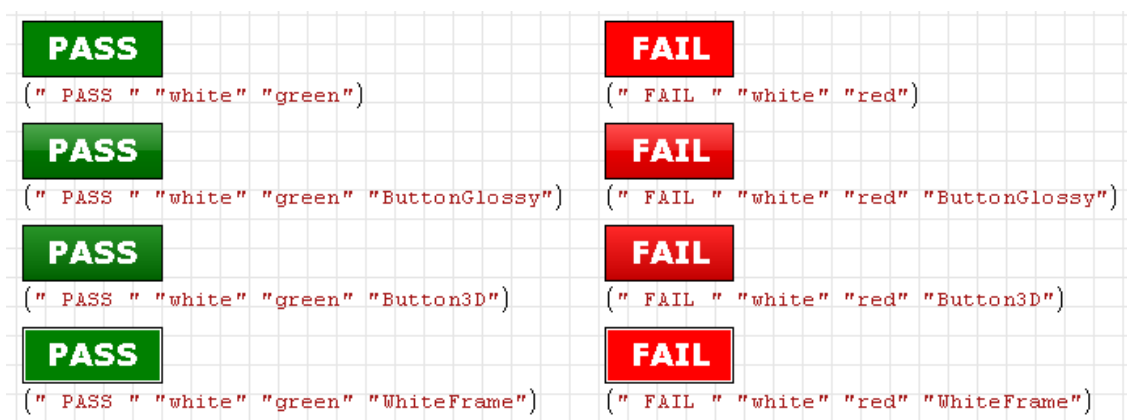 PASS FAIL
(" PASS " "white" "green") (" FAIL " "white" "red")
PASS FAIL
(" PASS " "white" "green" "ButtonGlossy") (" FAIL " "white" "red" "ButtonGlossy")
PASS FAIL
(" PASS " "white" "green" "Button3D") (" FAIL " "white" "red" "Button3D")
PASS FAIL
(" PASS " "white" "green" "WhiteFrame") (" FAIL " "white" "red" "WhiteFrame")